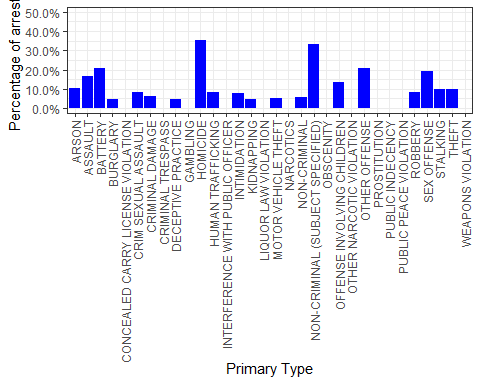 Percentage of arrest
50.0%
40.0%
30.0%
20.0%
10.0%
0.0%
ARSON
ASSAULT
BATTERY
BURGLARY
CONCEALED CARRY LICENSE VIOLATION
CRIM SEXUAL ASSAULT
CRIMINAL DAMAGE
CRIMINAL TRESPASS
DECEPTIVE PRACTICE
GAMBLING
HOMICIDE
HUMAN TRAFFICKING
INTERFERENCE WITH PUBLIC OFFICER
INTIMIDATION
KIDNAPPING
LIQUOR LAW VIOLATION
MOTOR VEHICLE THEFT
NARCOTICS
NON-CRIMINAL
NON-CRIMINAL (SUBJECT SPECIFIED)
OBSCENITY
OFFENSE INVOLVING CHILDREN
OTHER NARCOTIC VIOLATION
OTHER OFFENSE
PROSTITUTION
PUBLIC INDECENCY
PUBLIC PEACE VIOLATION
ROBBERY
SEX OFFENSE
STALKING
THEFT
WEAPONS VIOLATION
Primary Type